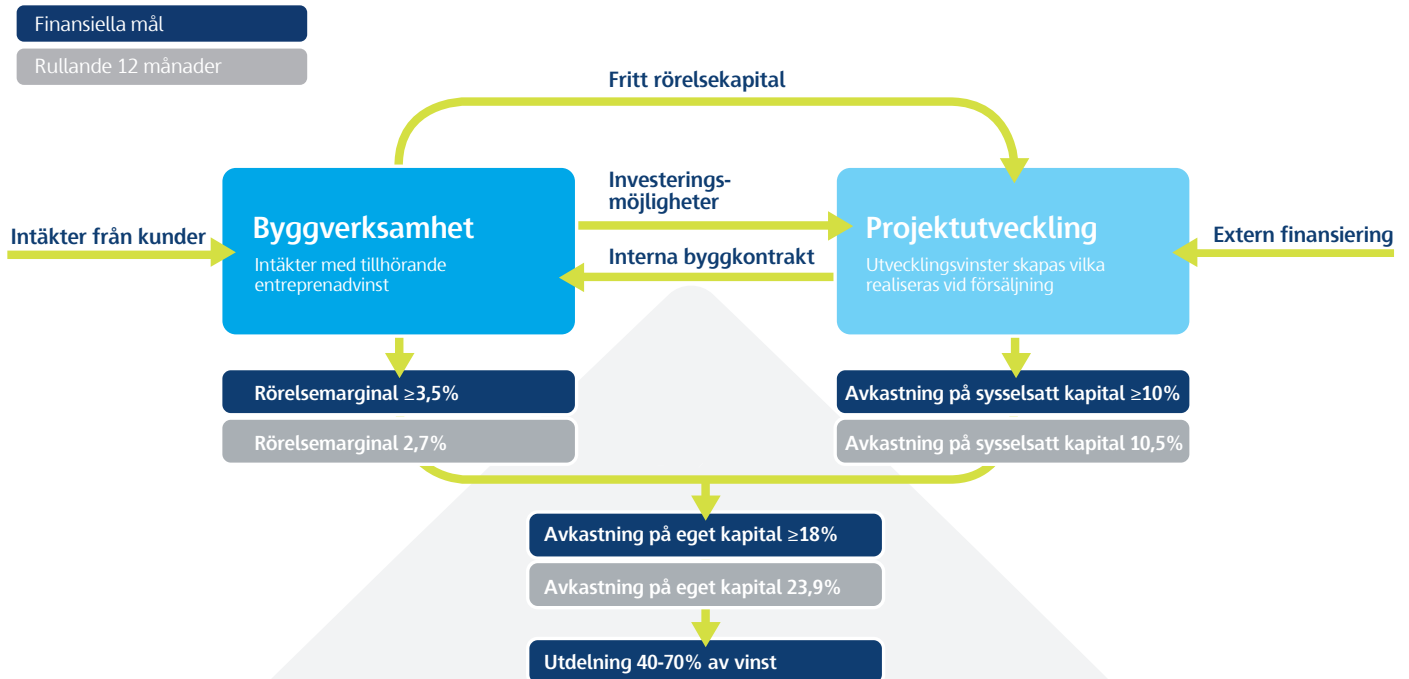 Finansiella mål
Rullande 12 månader
Fritt rörelsekapital
Investerings-
möjligheter
Intäkter från kunder
Byggverksamhet
Intäkter med tillhörande
entreprenadvinst
Interna byggkontrakt
Projektutveckling
Utvecklingsvinster skapas vilka
realiseras vid försäljning
Extern finansiering
Rörelsemarginal ≥3,5%
Rörelsemarginal 2,7%
Avkastning på sysselsatt kapital ≥10%
Avkastning på sysselsatt kapital 10,5%
Avkastning på eget kapital ≥18%
Avkastning på eget kapital 23,9%
Utdelning 40-70% av vinst